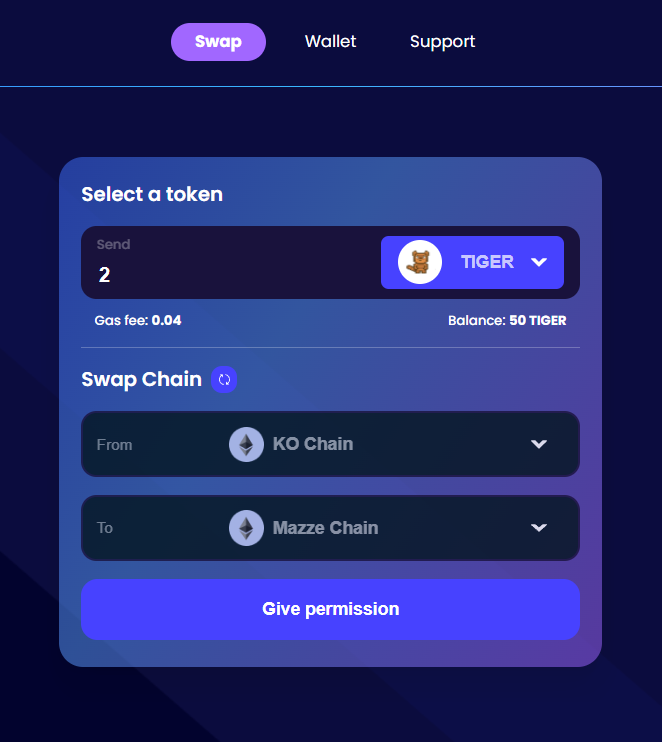 Swap Wallet Support
Select a token
Send
2
TIGER
Gas fee: 0.04 Balance: 50 TIGER
Swap Chain
From KO Chain
To Mazze Chain
Give permission